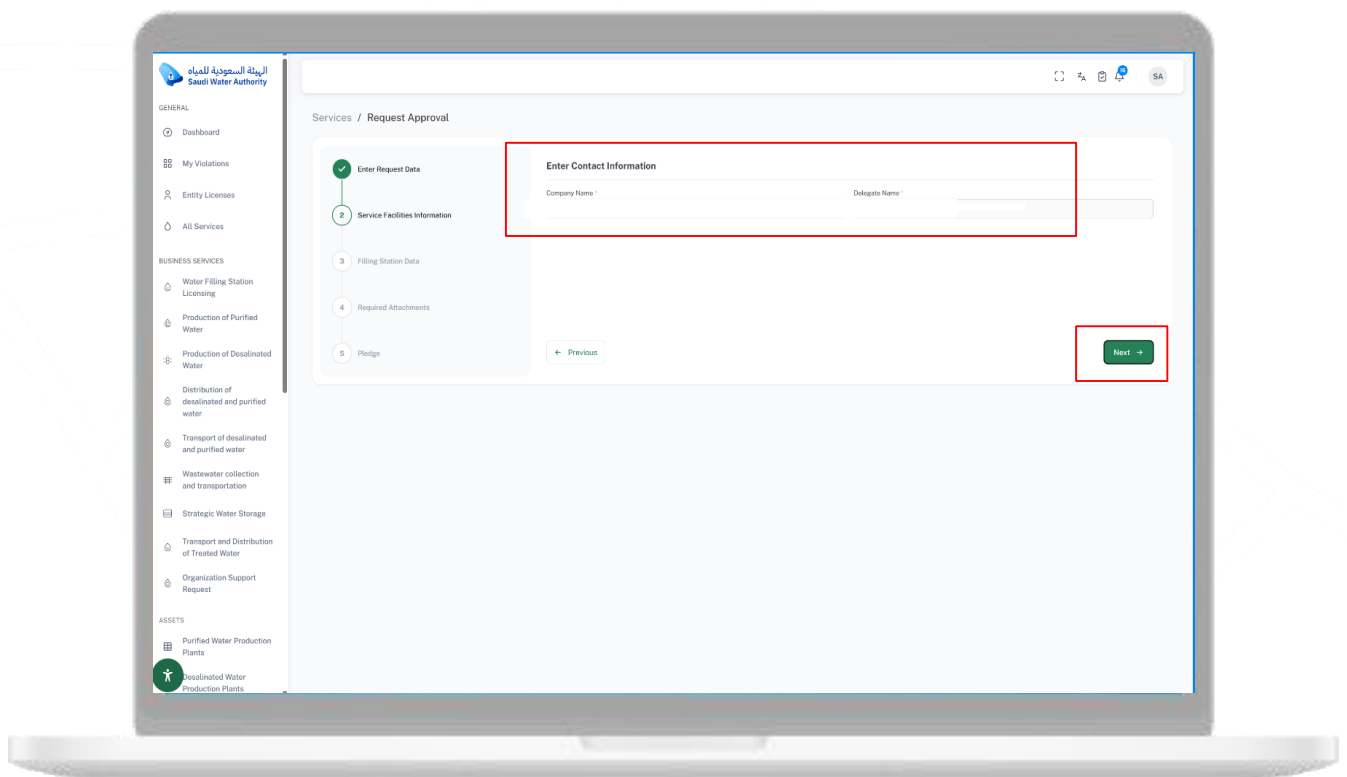 الهيئة السعودية للمياه
Saudi Water Authority
GENERAL
Dashboard
My Violations
Entity Licenses
All Services
BUSINESS SERVICES
Water Filling Station
Licensing
Production of Purified
Water
Production of Desalinated
Water
Distribution of
desalinated and purified
water
Transport of desalinated
and purified water
Wastewater collection
and transportation
Strategic Water Storage
Transport and Distribution
of Treated Water
Organization Support
Request
ASSETS
Purified Water Production
Plants
Desalinated Water
Production Plants
SA
Services / Request Approval
Enter Request Data
2 Service Facilities Information
3 Filling Station Data
4 Required Attachments
5 Pledge
Enter Contact Information
Company Name *
Delegate Name *
← Previous
Next →